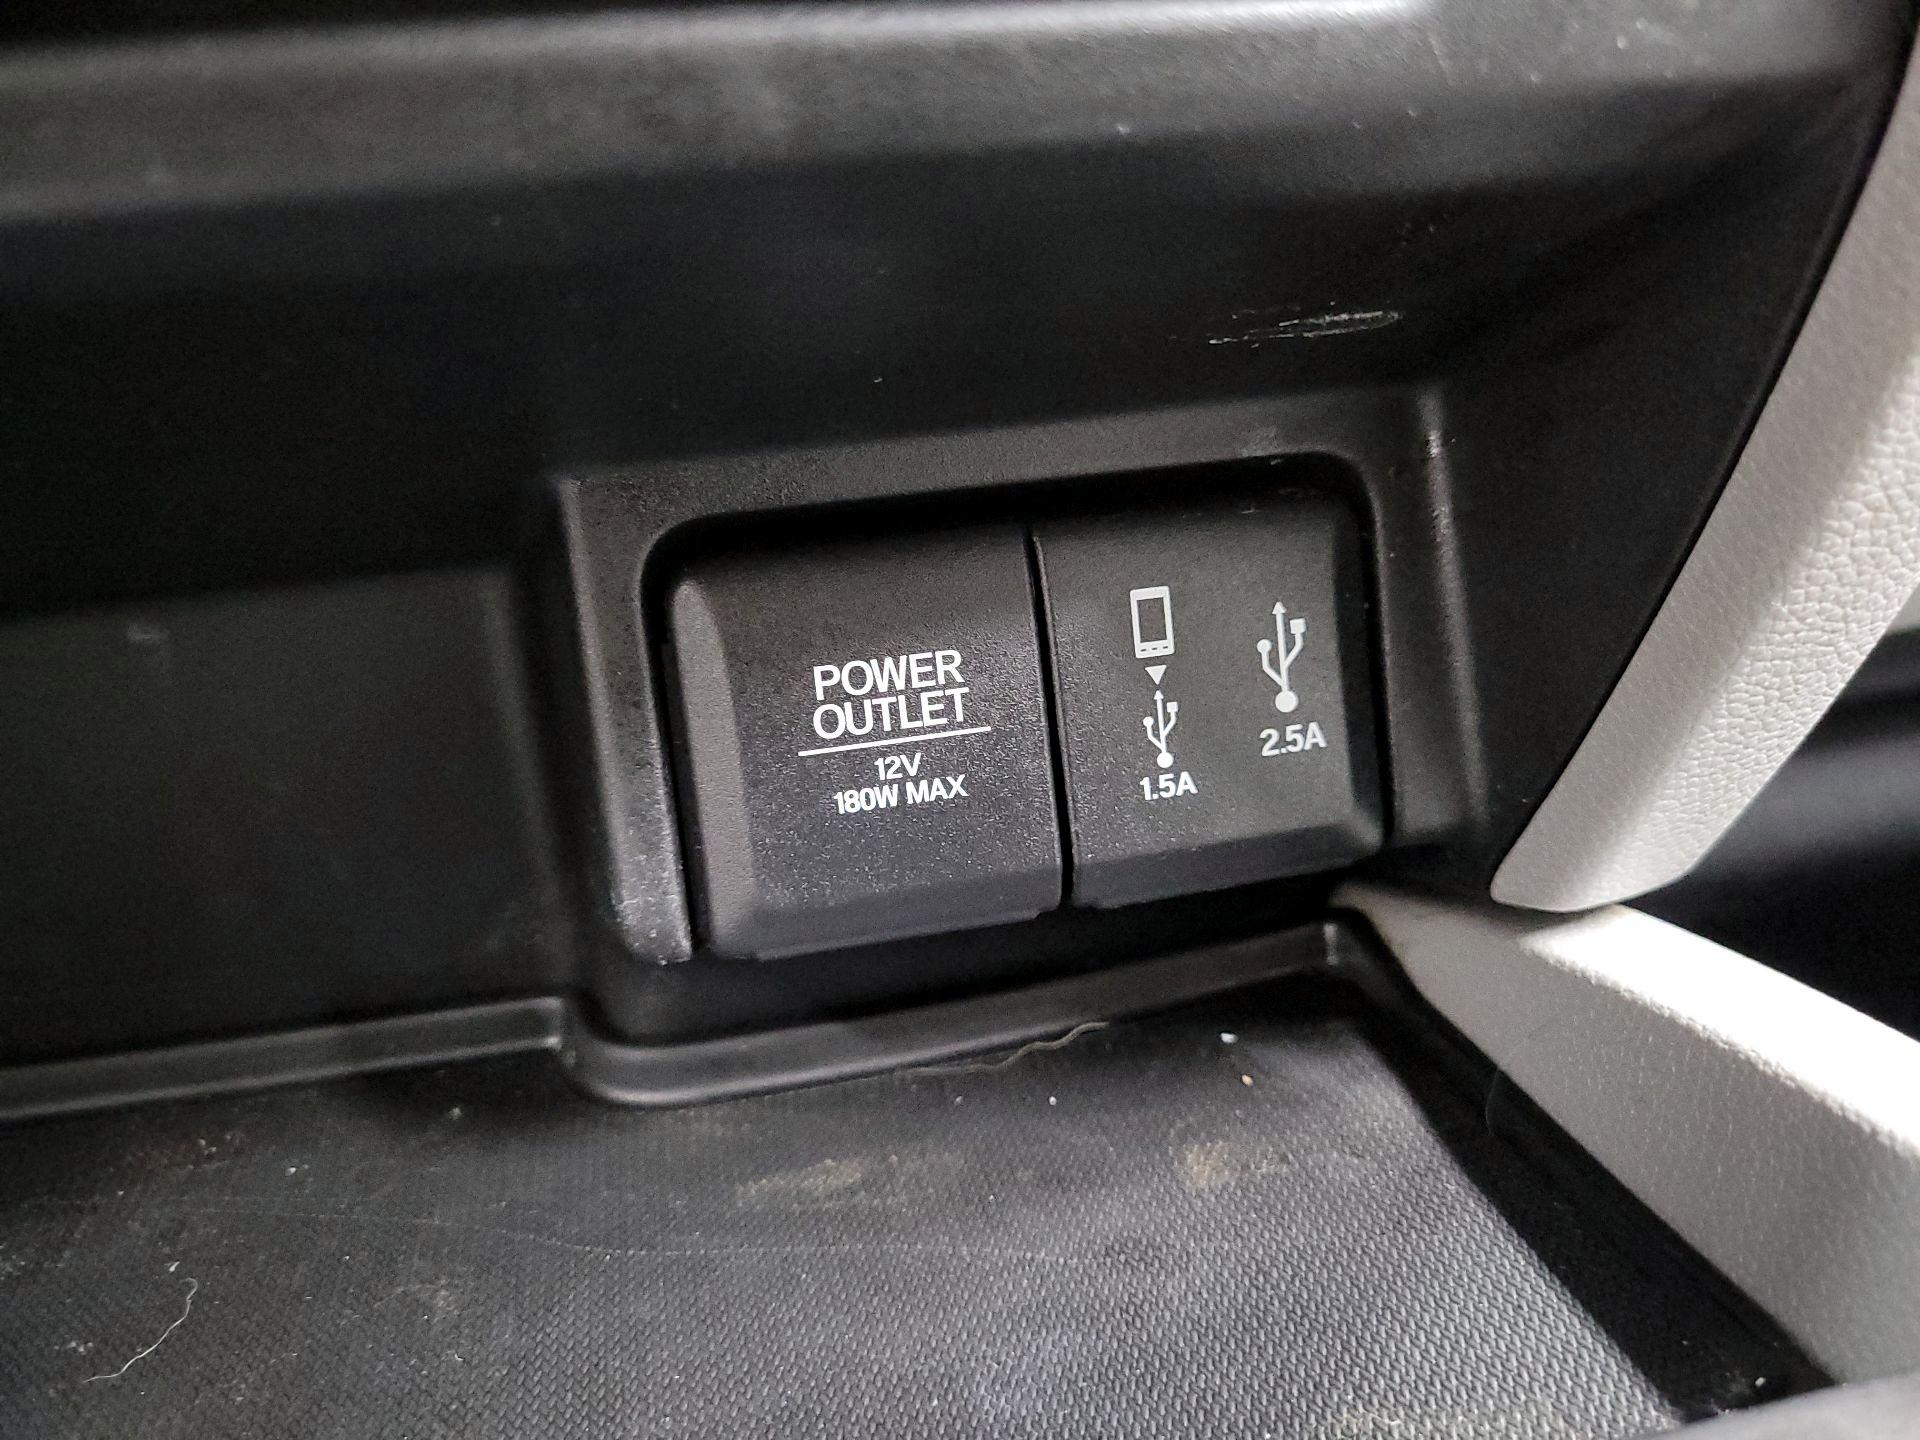 POWER
OUTLET
12V
180W MAX
1.5A
2.5A